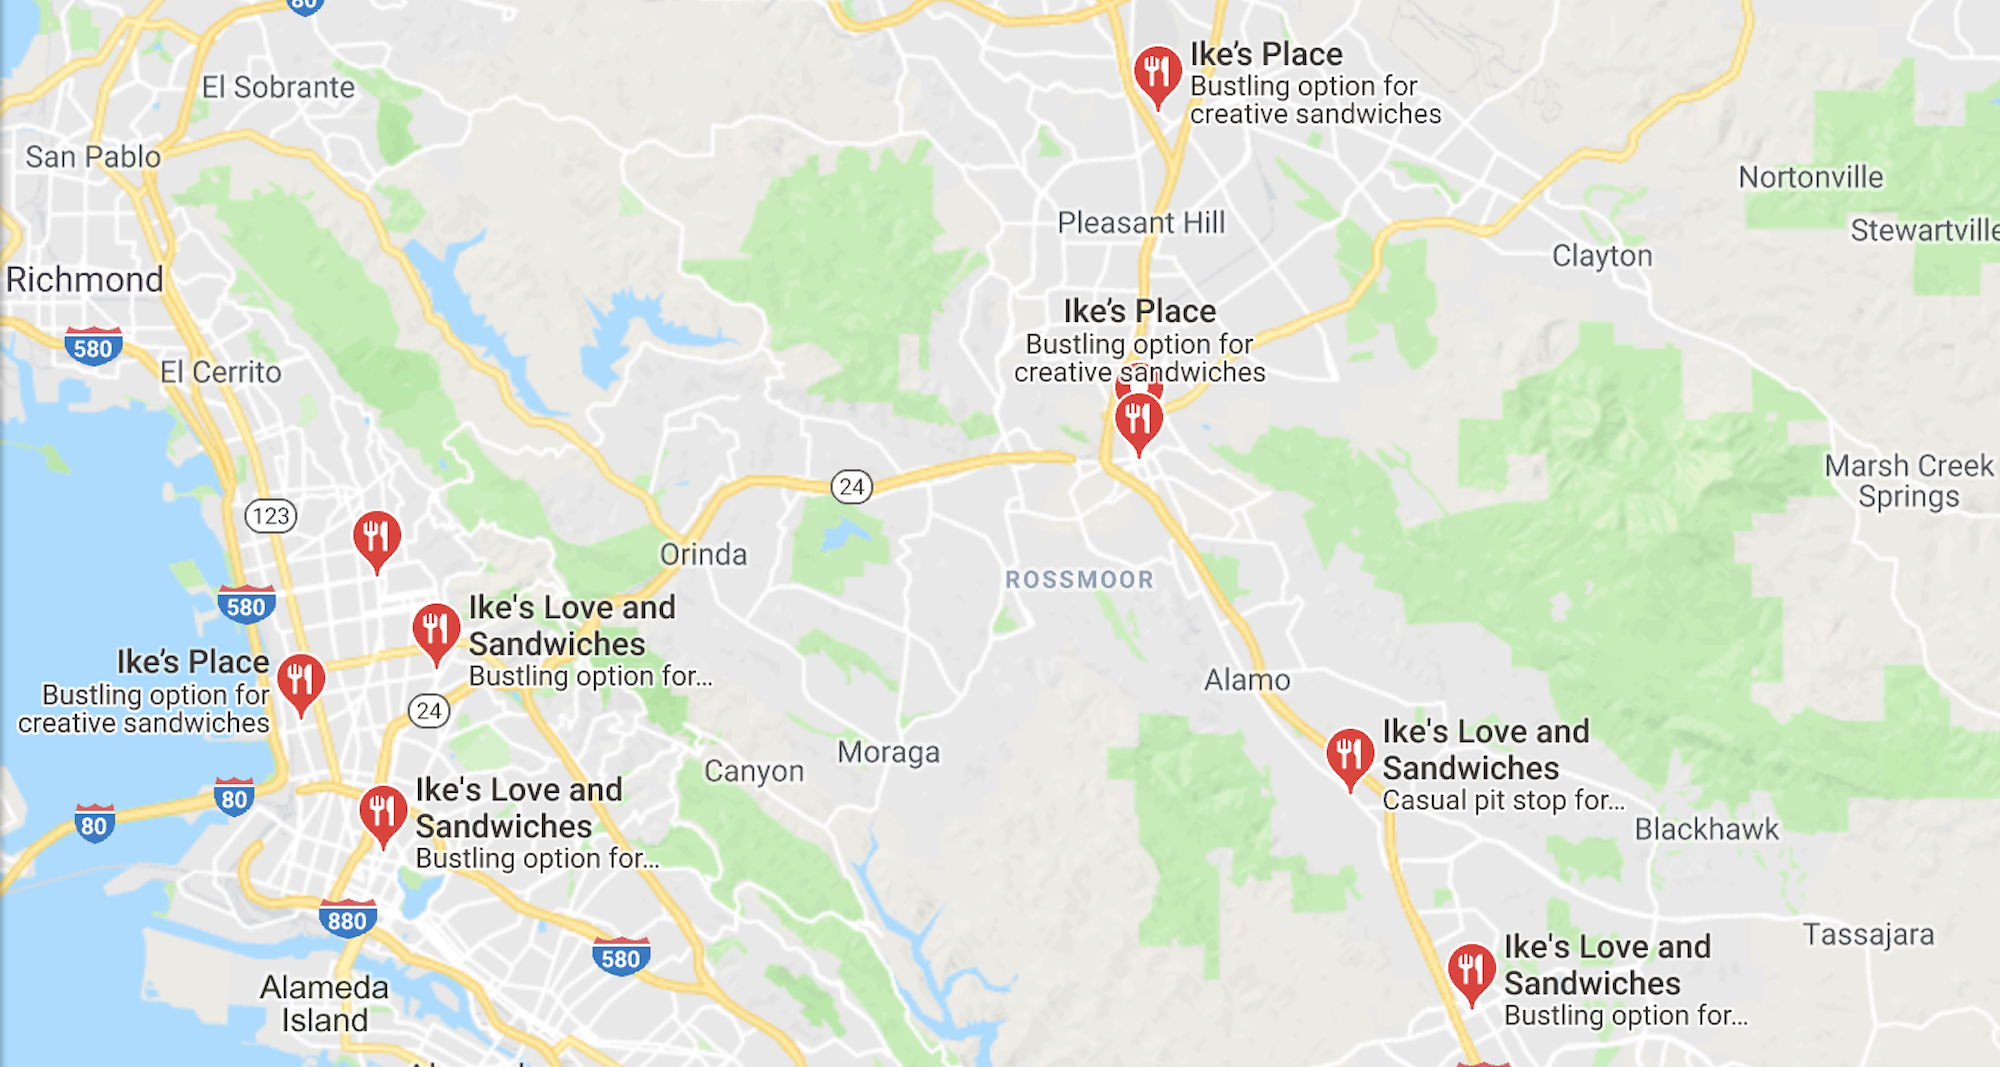 80
Ike's Place
Bustling option for
creative sandwiches
El Sobrante
San Pablo
Nortonville
Pleasant Hill
Stewartville
Clayton
Richmond
Ike's Place
Bustling option for
creative sandwiches
580
El Cerrito
Marsh Creek
Springs
24
123
Orinda
ROSSMOOR
580
Ike's Love and
Sandwiches
Bustling option for...
Ike's Place
Bustling option for
creative sandwiches
Alamo
24
Ike's Love and
Sandwiches
Casual pit stop for...
Moraga
Canyon
Ike's Love and
Sandwiches
Bustling option for...
80
80
Blackhawk
880
Tassajara
580
Ike's Love and
Sandwiches
Bustling option for...
Alameda
Island